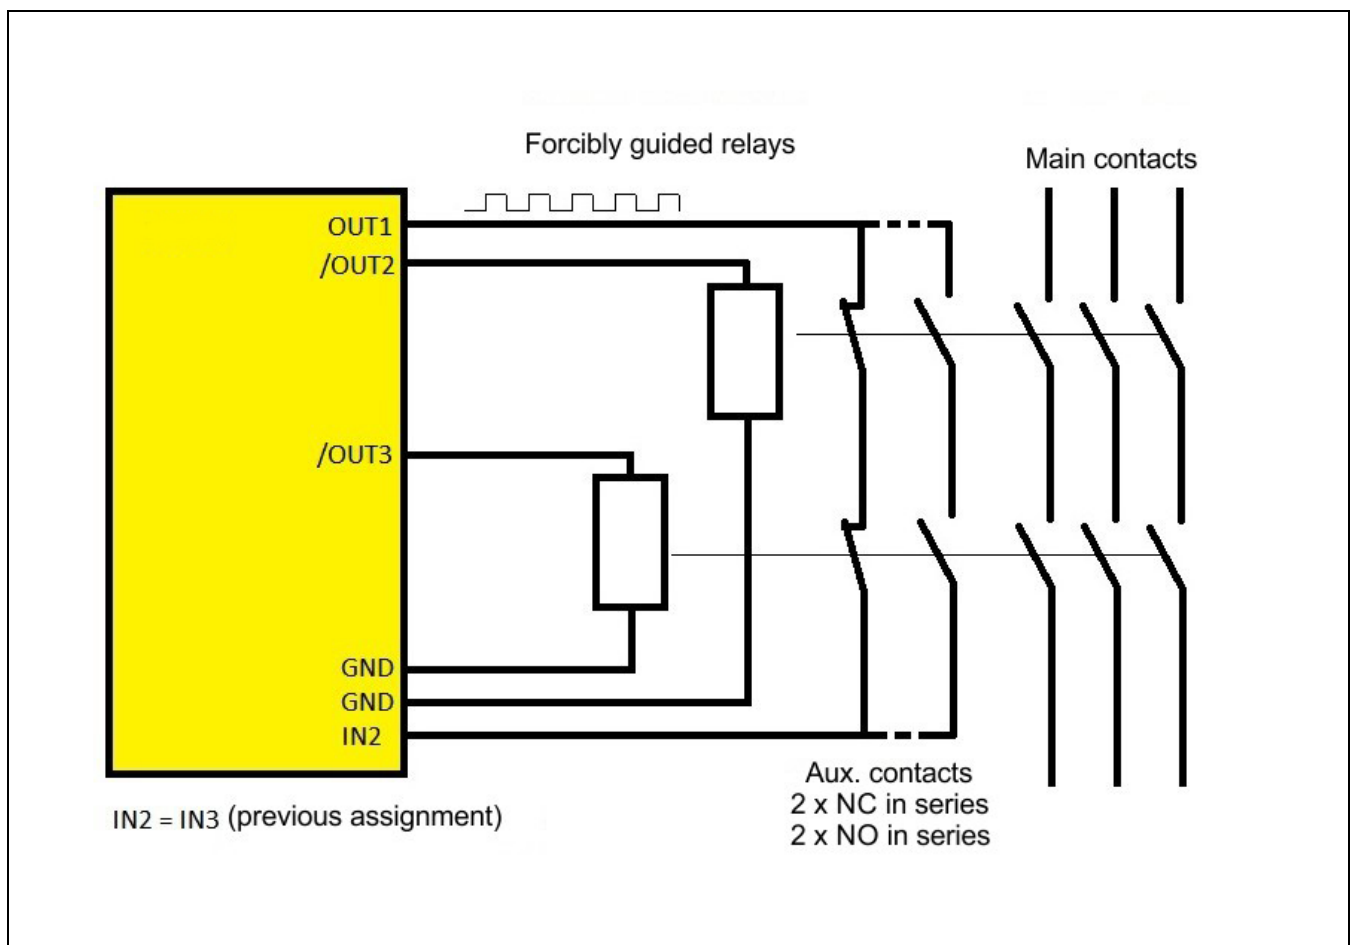 Forcibly guided relays
Main contacts
OUT1
/OUT2
/OUT3
GND
GND
IN2
Aux. contacts
2 x NC in series
2 x NO in series
IN2 = IN3 (previous assignment)